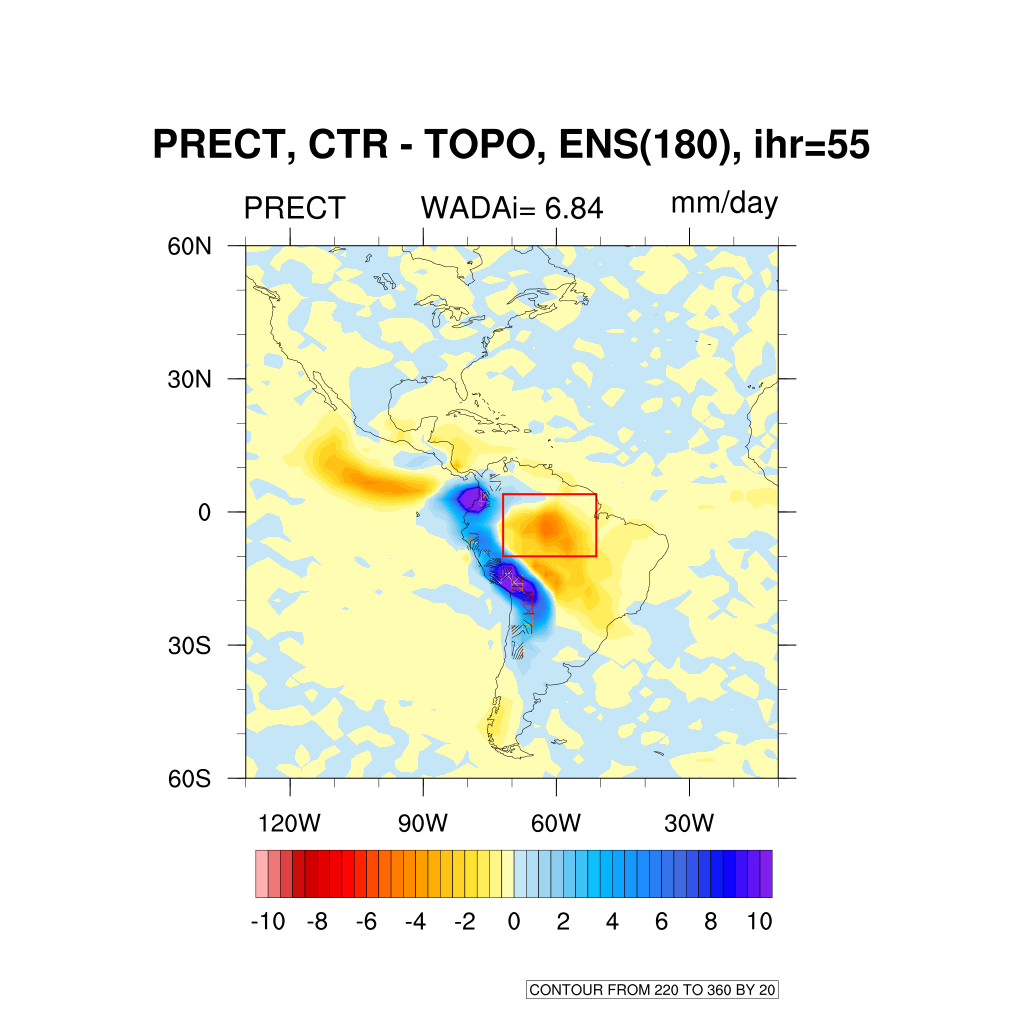 PRECT, CTR - TOPO, ENS(180), ihr=55
PRECT WADAi= 6.84 mm/day
60N
30N
0
30S
60S
120W 90W 60W 30W
-10 -8 -6 -4 -2 0 2 4 6 8 10
CONTOUR FROM 220 TO 360 BY 20